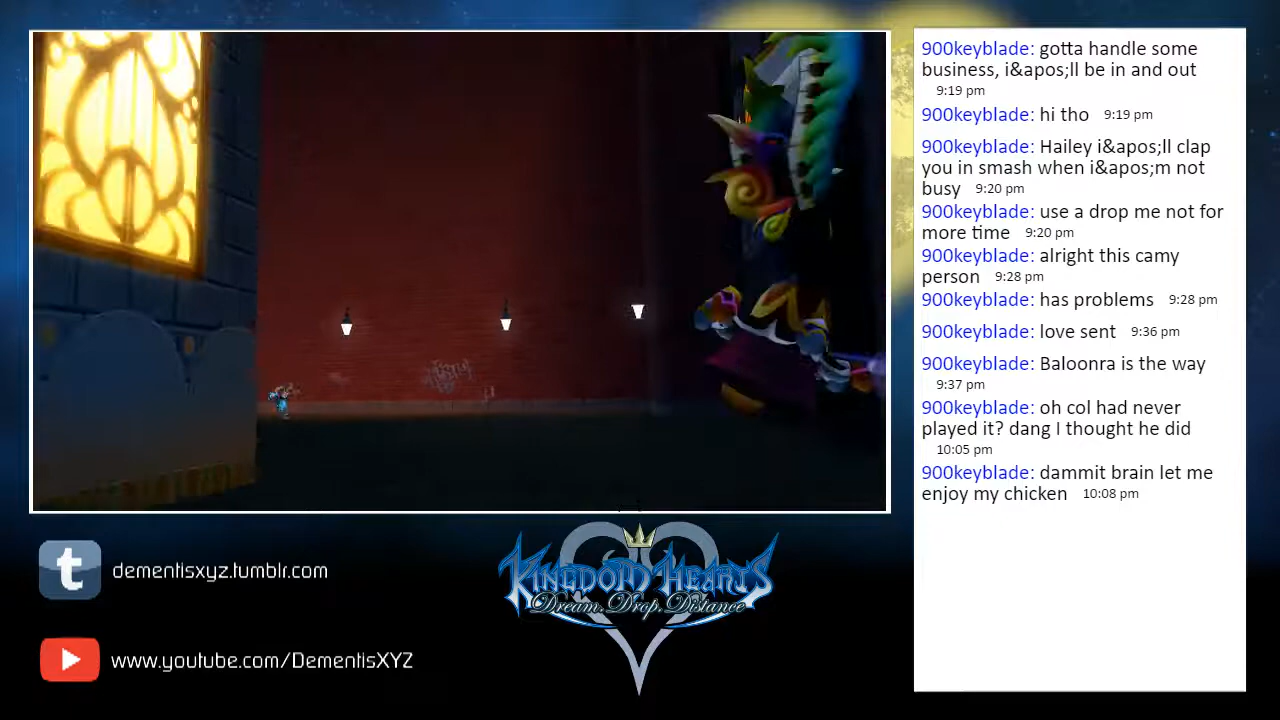 900keyblade: gotta handle some
business, i&apos;ll be in and out
9:19 pm
900keyblade: hi tho 9:19 pm
900keyblade: Hailey i&apos;ll clap
you in smash when i&apos;m not
busy 9:20 pm
900keyblade: use a drop me not for
more time 9:20 pm
900keyblade: alright this camy
person 9:28 pm
900keyblade: has problems 9:28 pm
900keyblade: love sent 9:36 pm
900keyblade: Baloonra is the way
9:37 pm
900keyblade: oh col had never
played it? dang I thought he did
10:05 pm
900keyblade: dammit brain let me
enjoy my chicken 10:08 pm
t
dementisxyz.tumblr.com
www.youtube.com/DementisXYZ
KINGDOM HEARTS
Dream.Drop.Distance